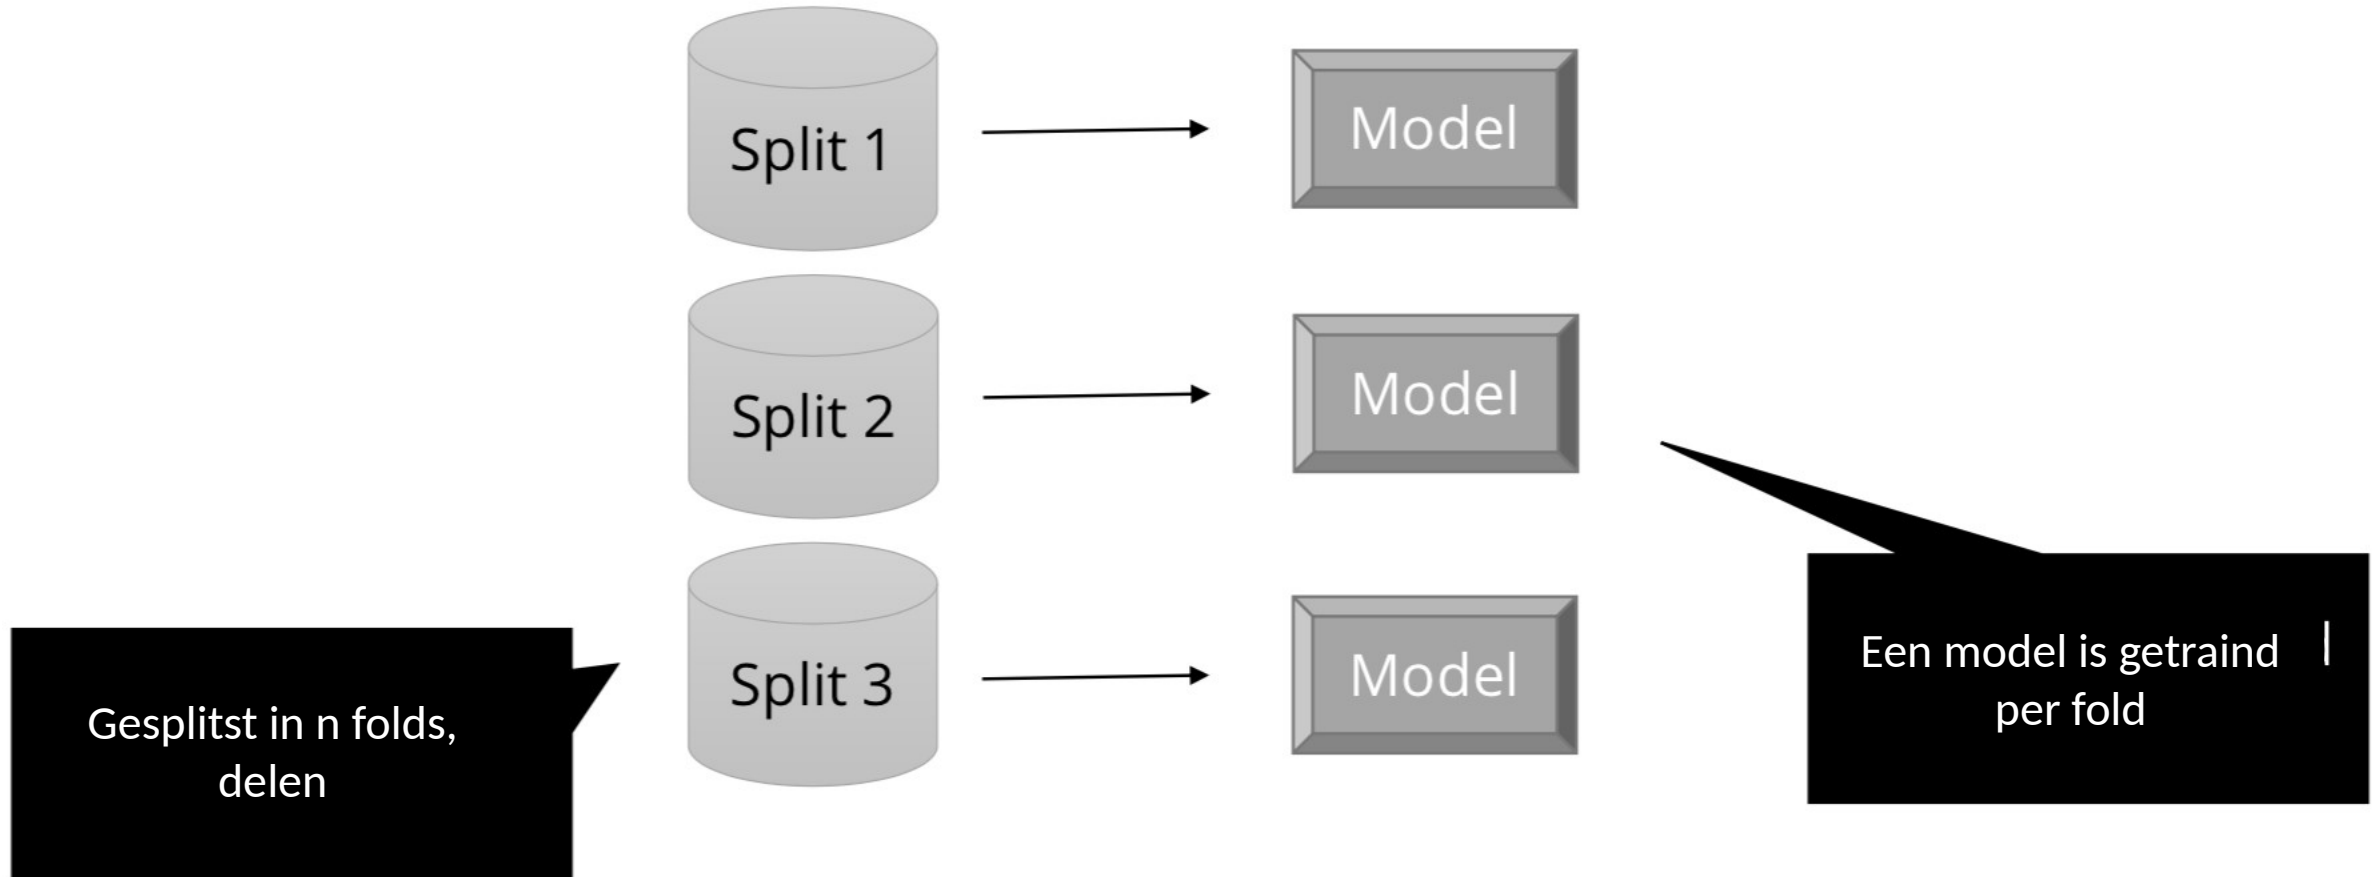 Split 1
Model
Split 2
Model
Split 3
Model
Gesplitst in n folds,
delen
Een model is getraind
per fold